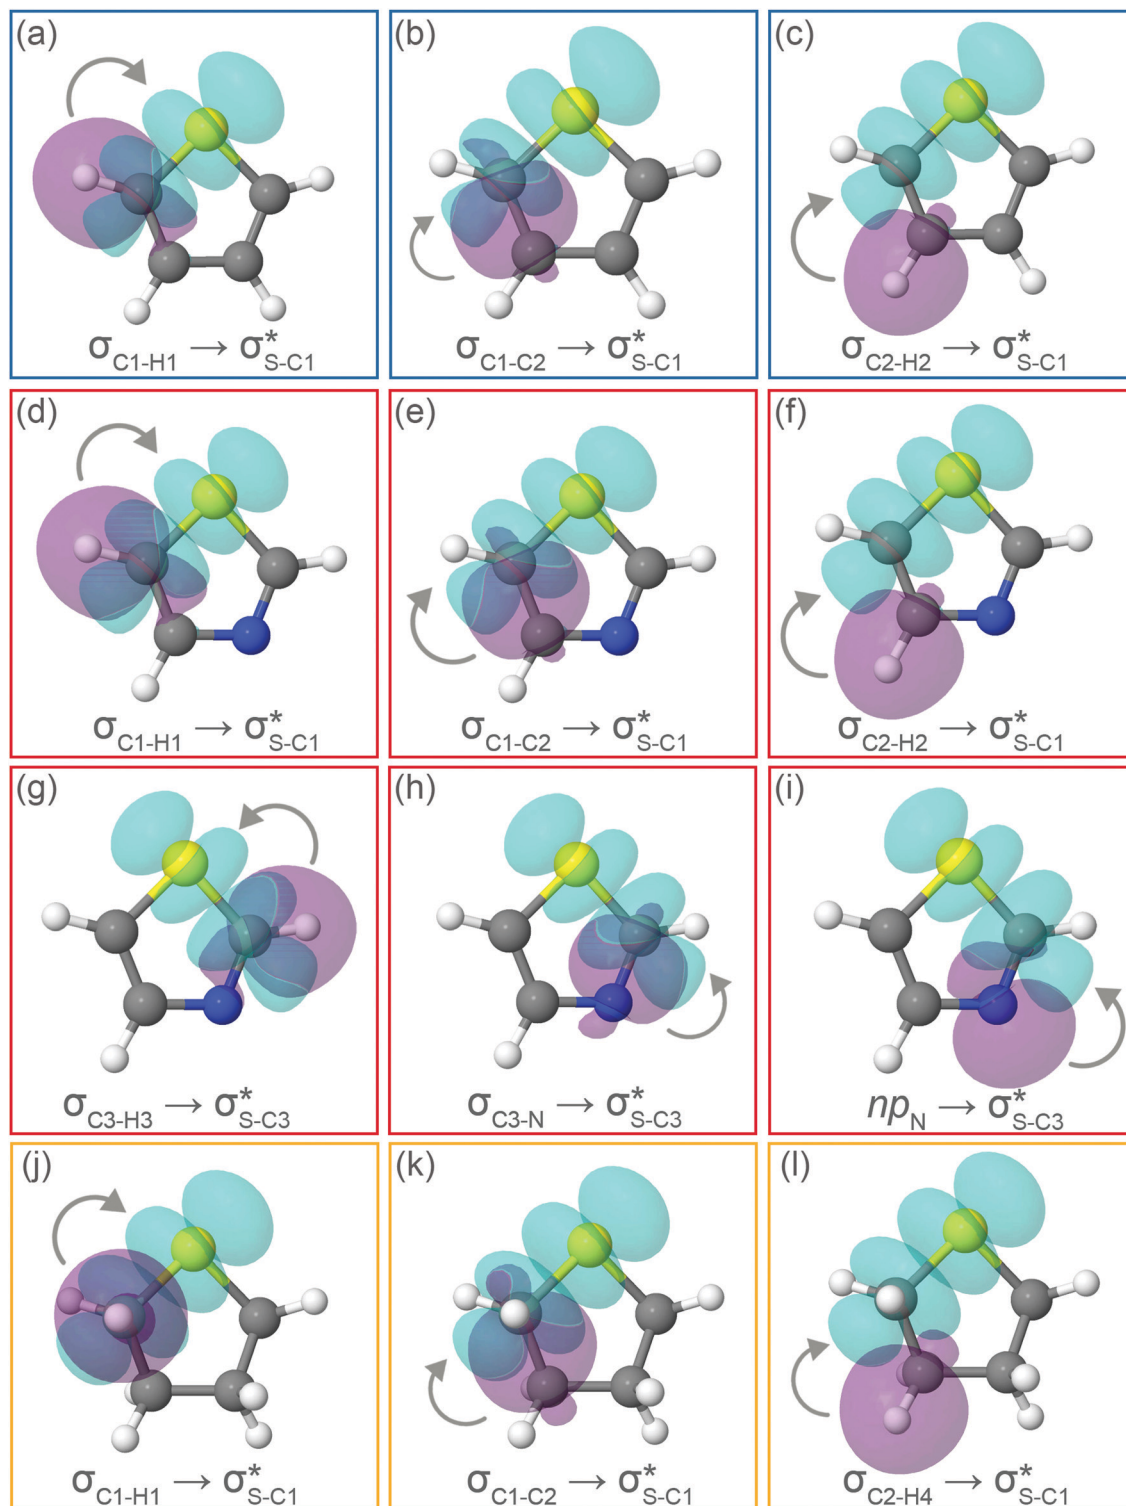 (a) (b) (c)
σC1-H1 → σ*S-C1 σC1-C2 → σ*S-C1 σC2-H2 → σ*S-C1
(d) (e) (f)
σC1-H1 → σ*S-C1 σC1-C2 → σ*S-C1 σC2-H2 → σ*S-C1
(g) (h) (i)
σC3-H3 → σ*S-C3 σC3-N → σ*S-C3 npN → σ*S-C3
(j) (k) (l)
σC1-H1 → σ*S-C1 σC1-C2 → σ*S-C1 σC2-H4 → σ*S-C1